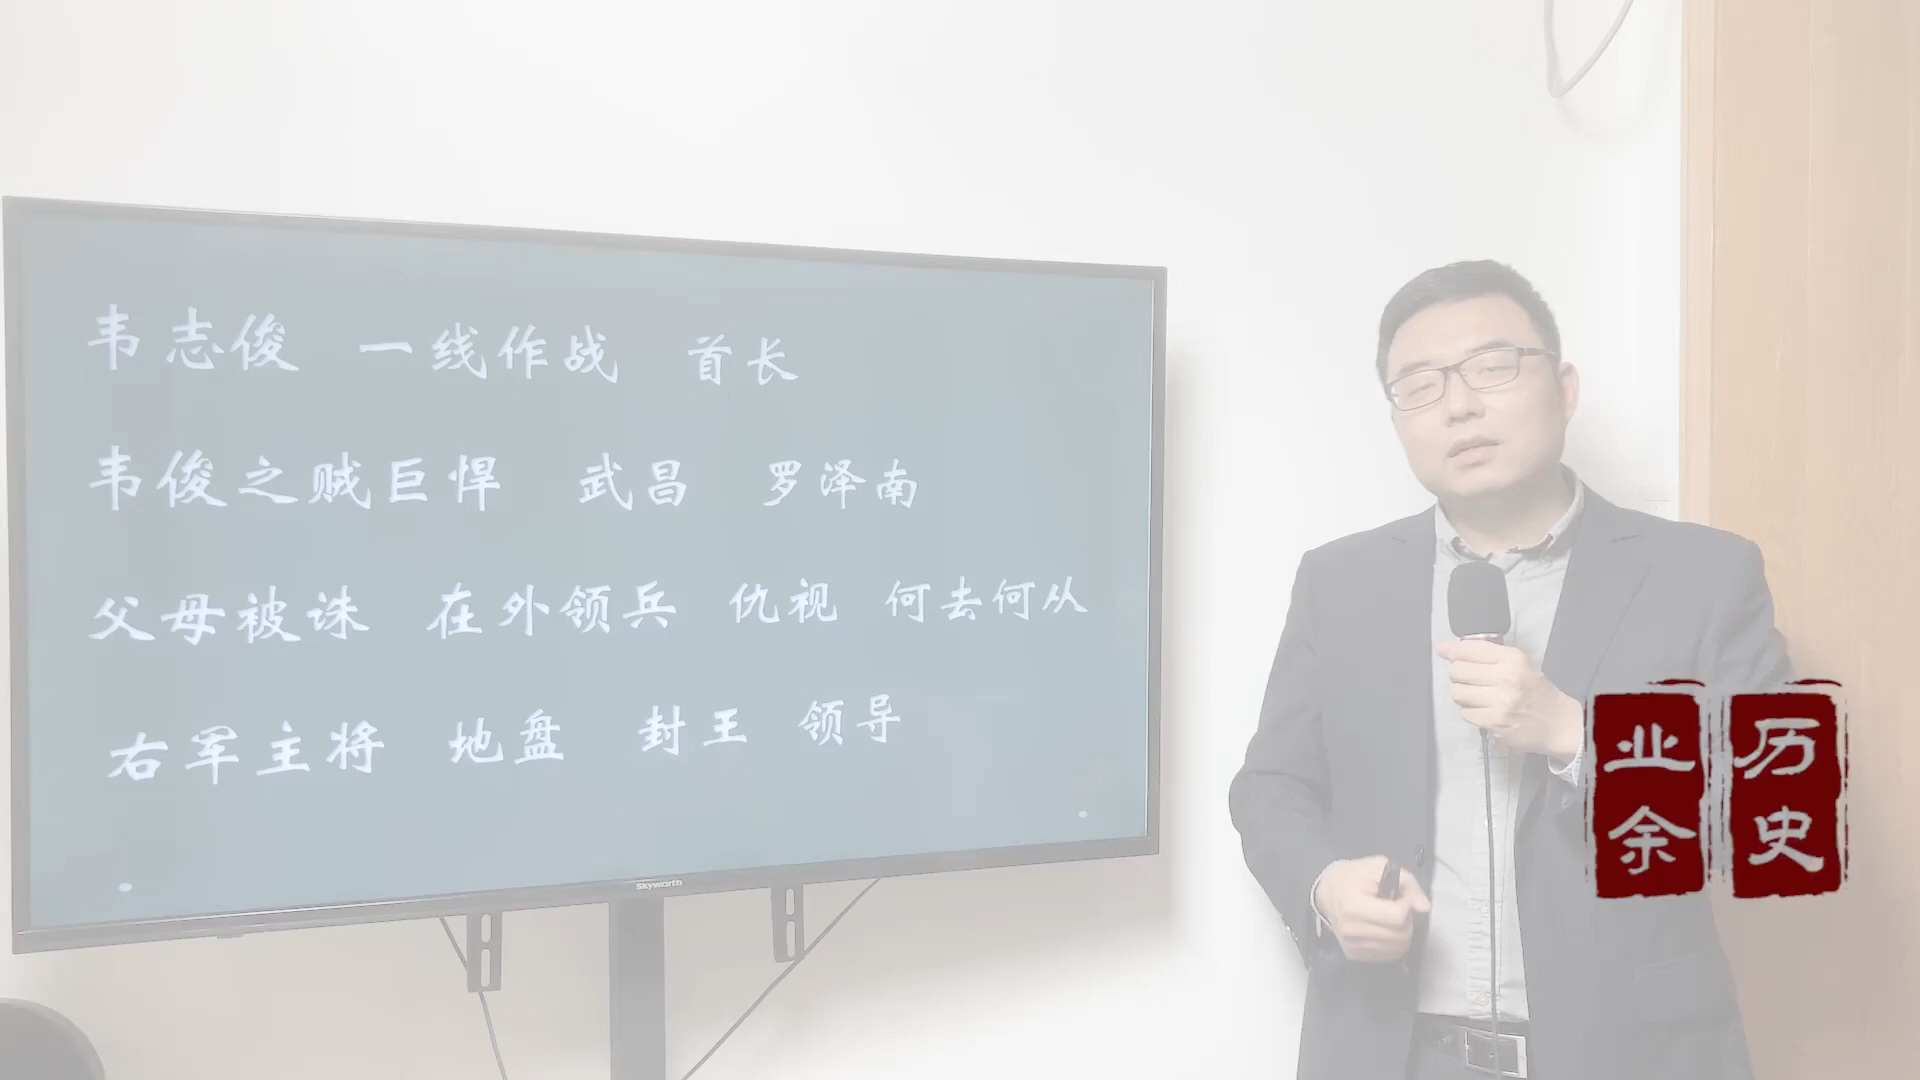 韦志俊 一线作战 首长
韦俊之贼巨悍 武昌 罗泽南
父母被诛 在外领兵 仇视 何去何从
右军主将 地盘 封王 领导
Skyworth
历史
业余